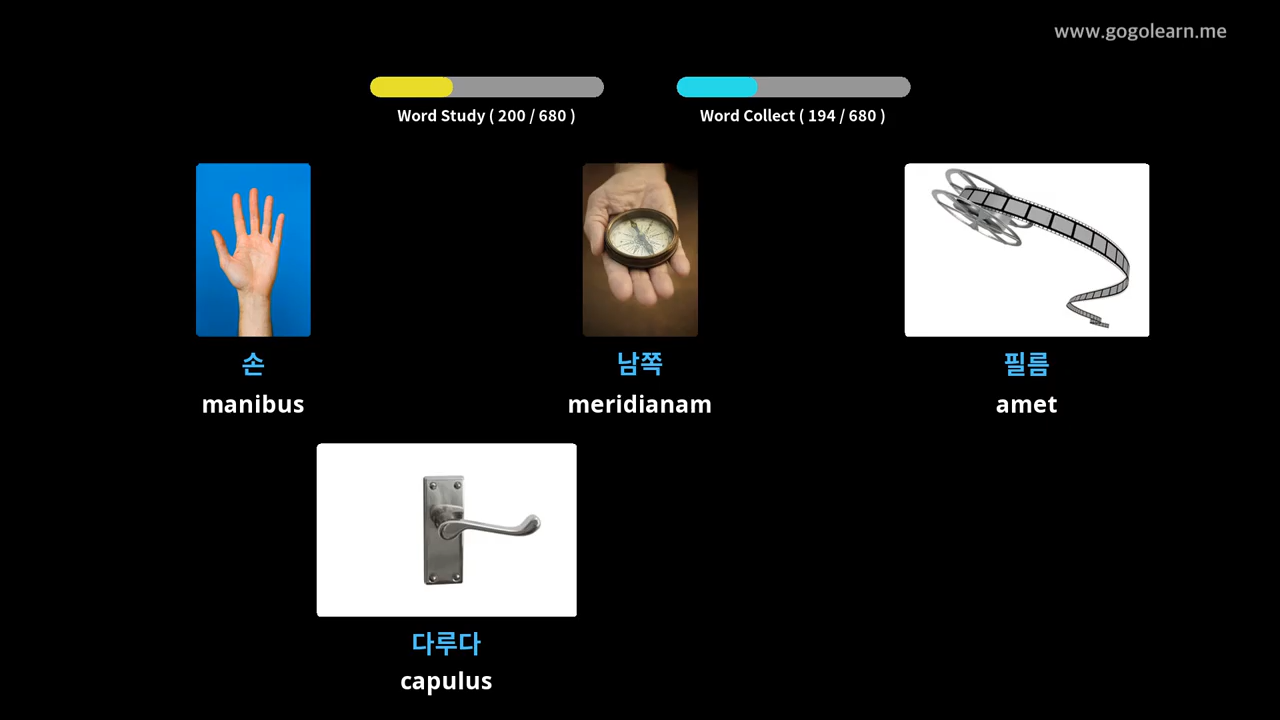 www.gogolearn.me
Word Study ( 200 / 680 )
Word Collect ( 194 / 680 )
손
manibus
남쪽
meridianam
필름
amet
다루다
capulus